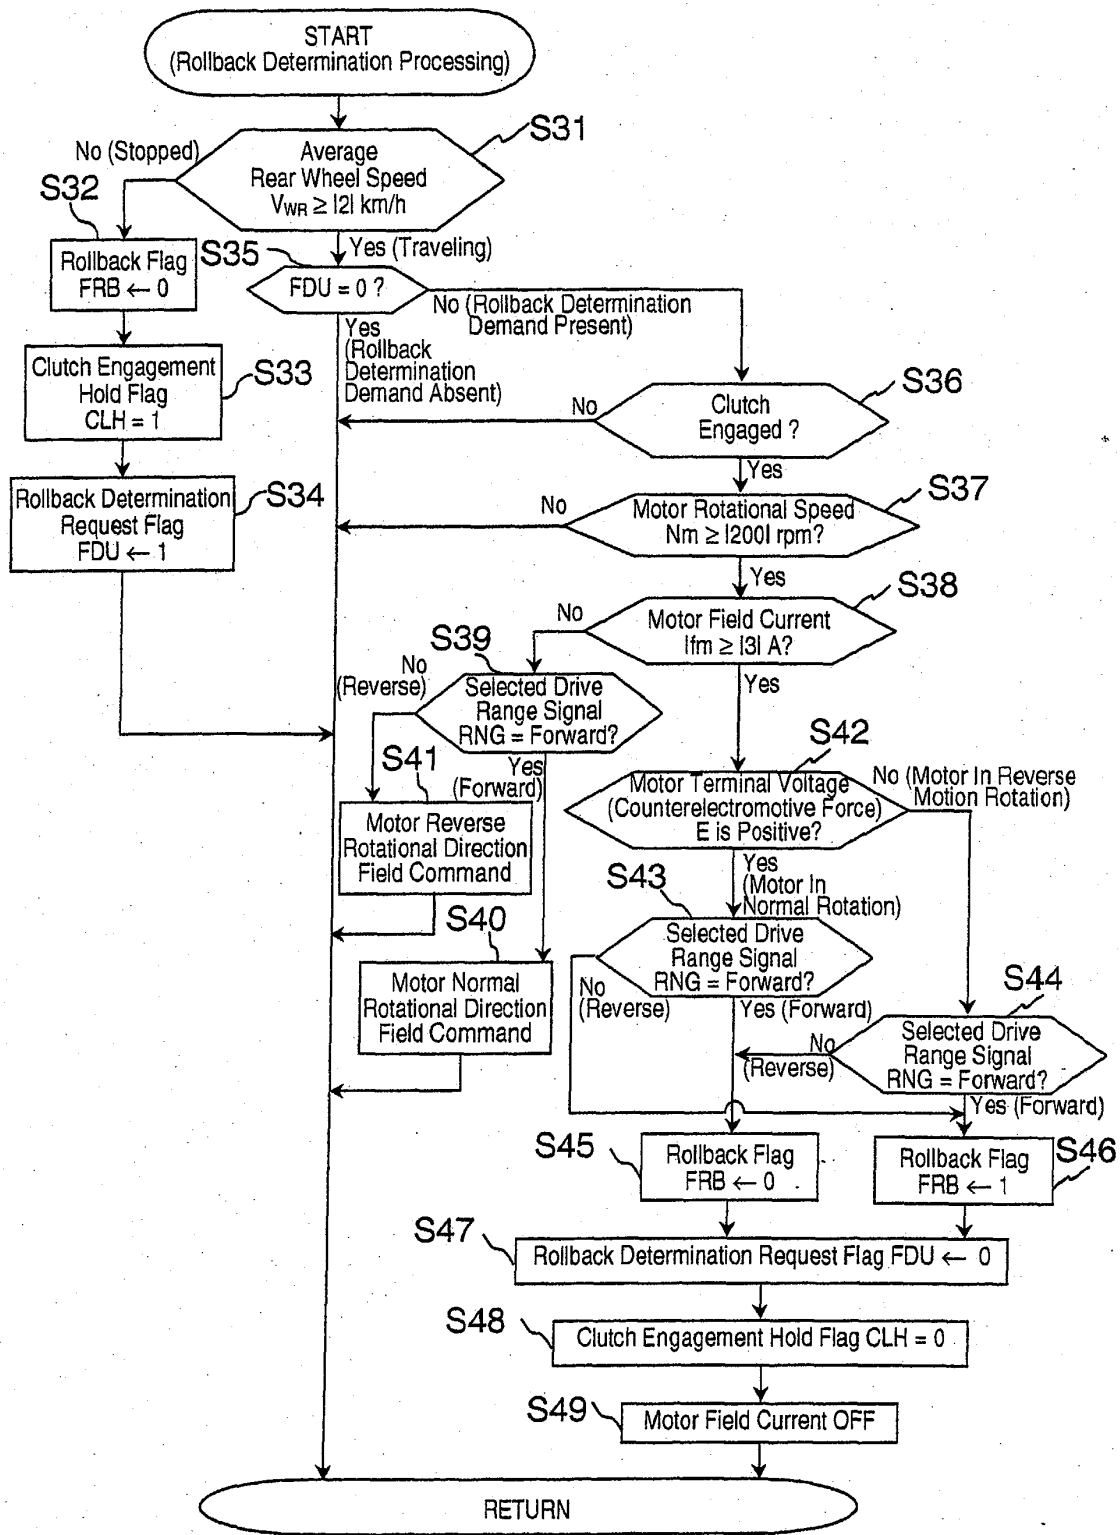 START
(Rollback Determination Processing)
S31
No (Stopped)
Average
Rear Wheel Speed
VWR ≥ |2| km/h
S32
Rollback Flag
FRB ← 0
S35
Yes (Traveling)
FDU = 0 ?
No (Rollback Determination
Demand Present)
Yes
(Rollback
Determination
Demand Absent)
Clutch Engagement
Hold Flag
CLH = 1
S33
S36
No
Clutch
Engaged ?
Yes
Rollback Determination
Request Flag
FDU ← 1
S34
S37
No
Motor Rotational Speed
Nm ≥ |200| rpm?
Yes
S38
No
Motor Field Current
Ifm ≥ |3| A?
Yes
S39
No
(Reverse)
Selected Drive
Range Signal
RNG = Forward?
Yes
(Forward)
S41
Motor Reverse
Rotational Direction
Field Command
S42
Motor Terminal Voltage
(Counterelectromotive Force)
E is Positive?
No (Motor In Reverse
Motion Rotation)
Yes
(Motor In
Normal Rotation)
S43
Selected Drive
Range Signal
RNG = Forward?
No
(Reverse)
Yes (Forward)
S40
Motor Normal
Rotational Direction
Field Command
S44
Selected Drive
Range Signal
RNG = Forward?
No
(Reverse)
Yes (Forward)
S45
Rollback Flag
FRB ← 0
Rollback Flag
FRB ← 1
S46
S47
Rollback Determination Request Flag FDU ← 0
S48
Clutch Engagement Hold Flag CLH = 0
S49
Motor Field Current OFF
RETURN